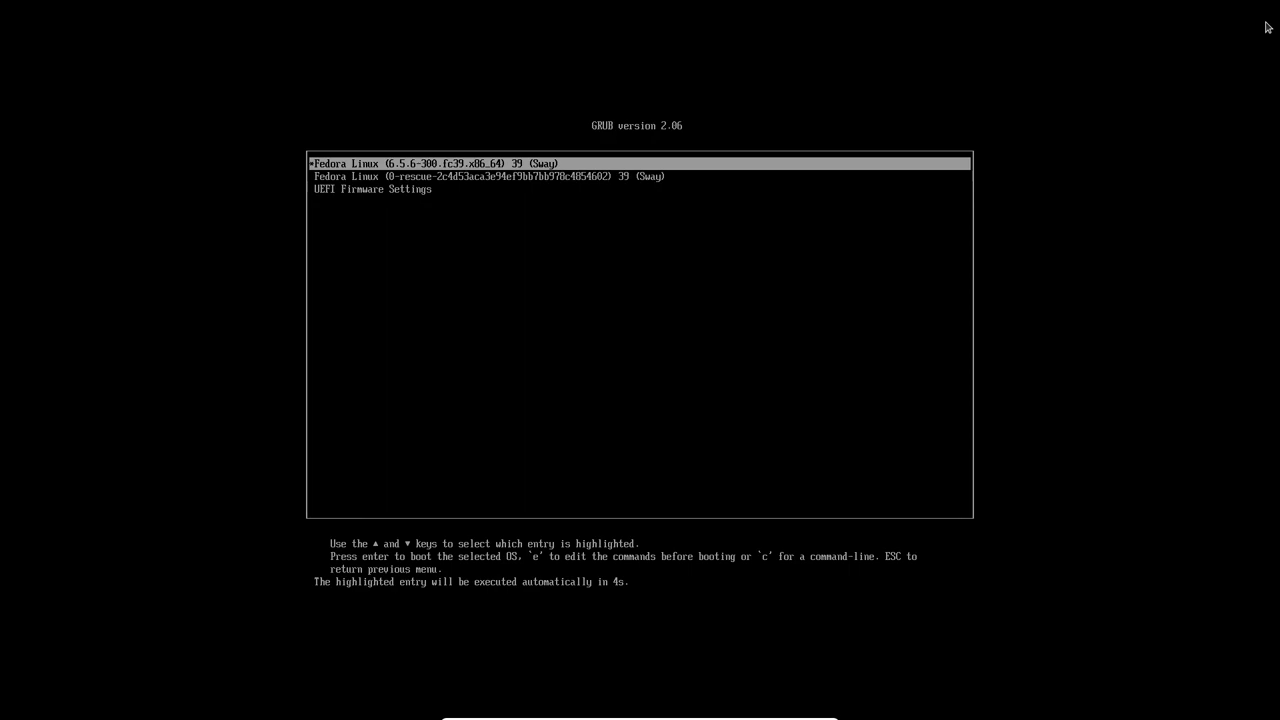 GRUB version 2.06
*Fedora Linux (6.5.6-300.fc39.x86_64) 39 (Sway)
Fedora Linux (0-rescue-2c4d53aca3e94ef9bb7bb978c4854602) 39 (Sway)
UEFI Firmware Settings
Use the ▲ and ▼ keys to select which entry is highlighted.
Press enter to boot the selected OS, `e' to edit the commands before booting or `c' for a command-line. ESC to
return previous menu.
The highlighted entry will be executed automatically in 4s.